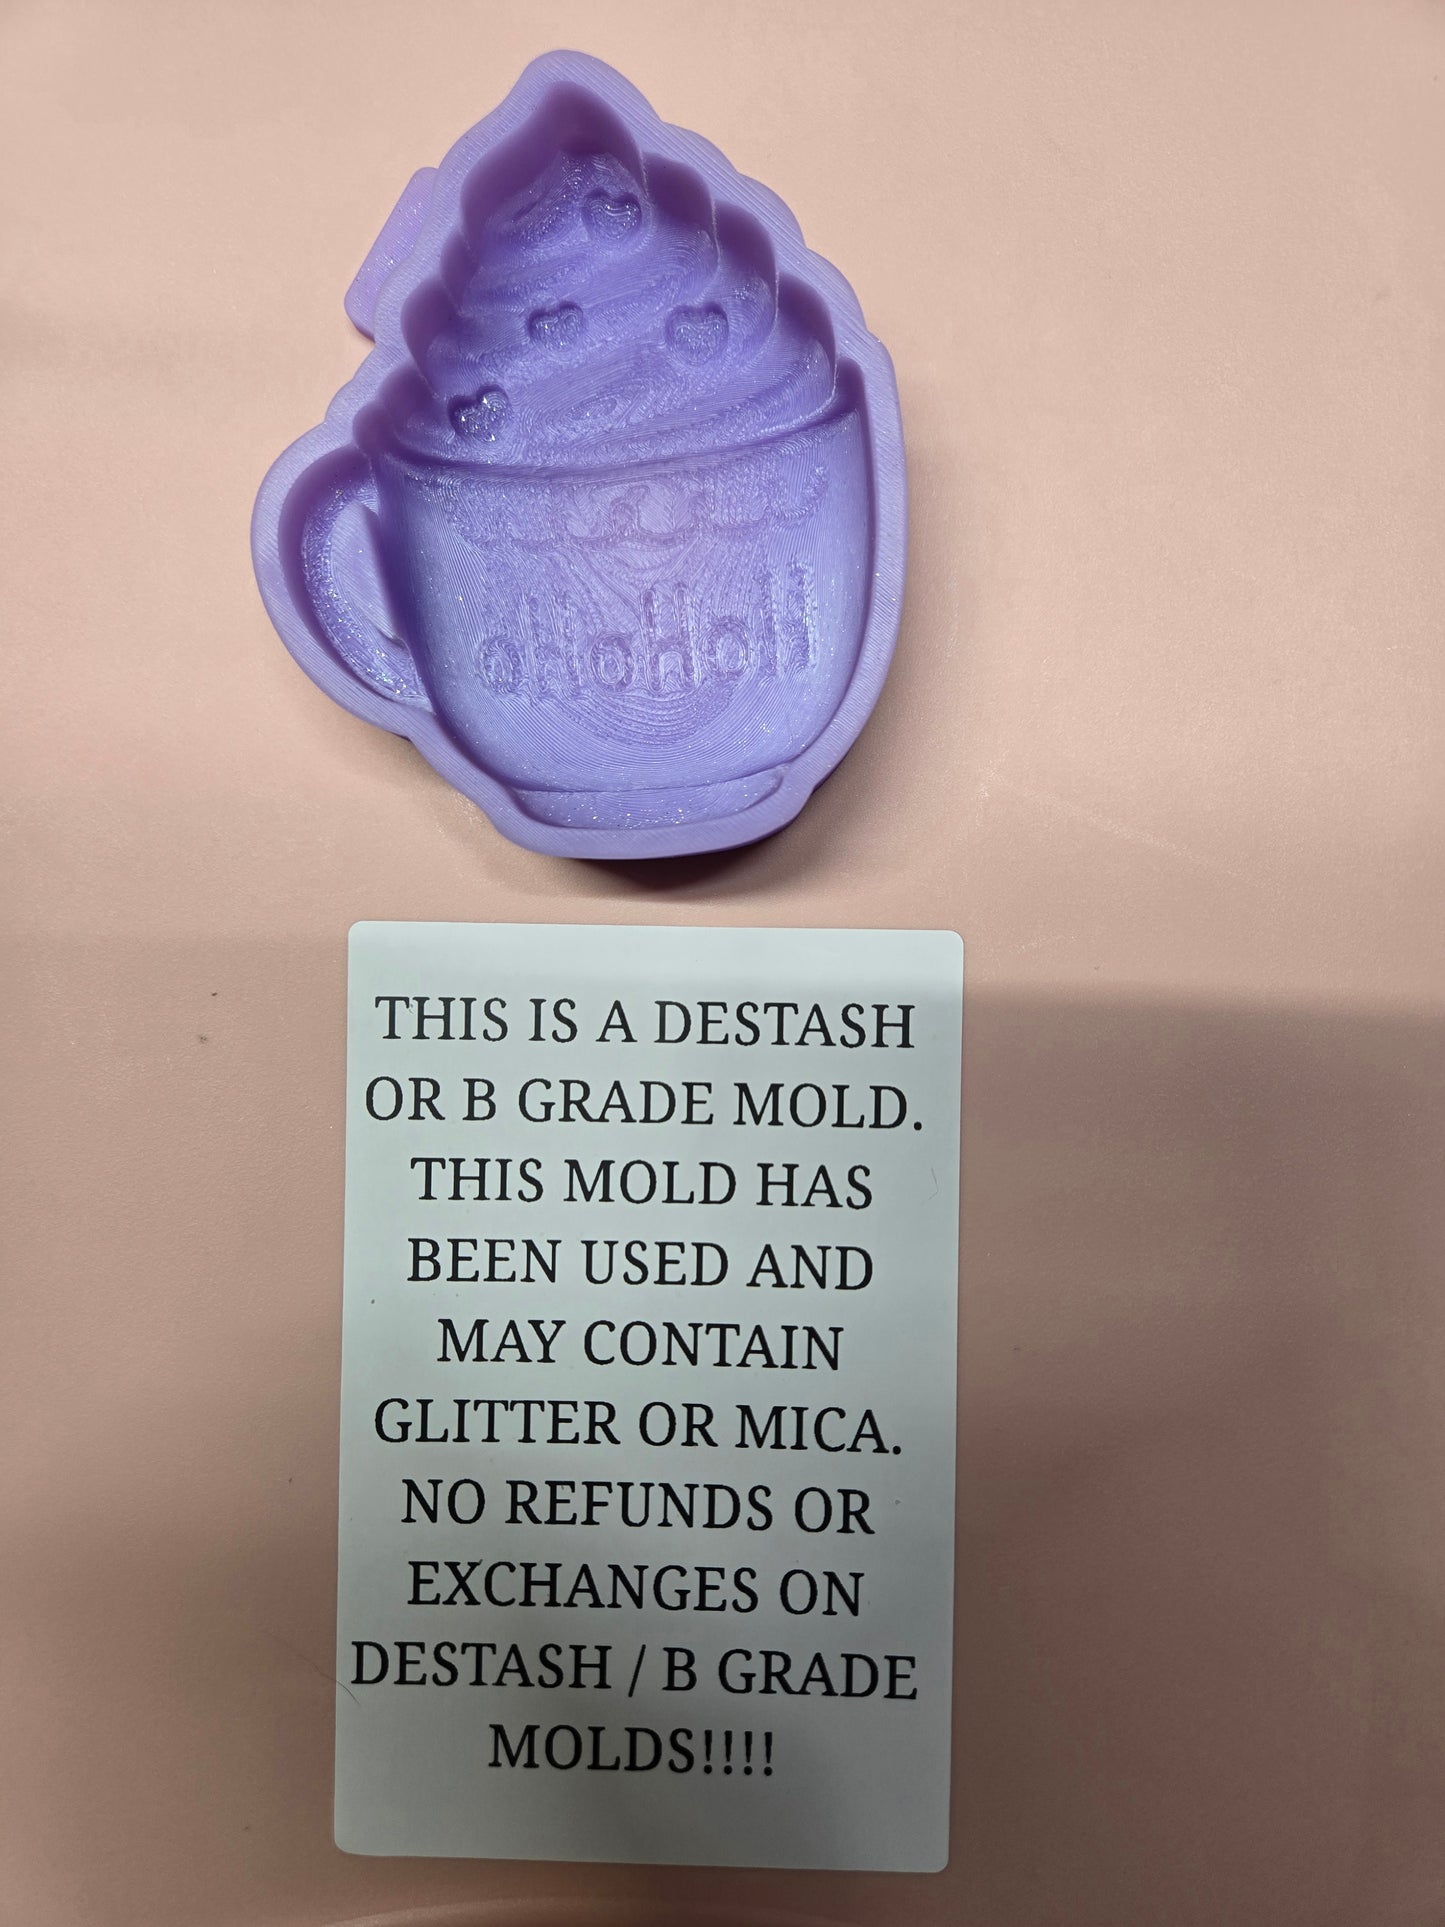 oHoHoH
THIS IS A DESTASH
OR B GRADE MOLD.
THIS MOLD HAS
BEEN USED AND
MAY CONTAIN
GLITTER OR MICA.
NO REFUNDS OR
EXCHANGES ON
DESTASH / B GRADE
MOLDS!!!!